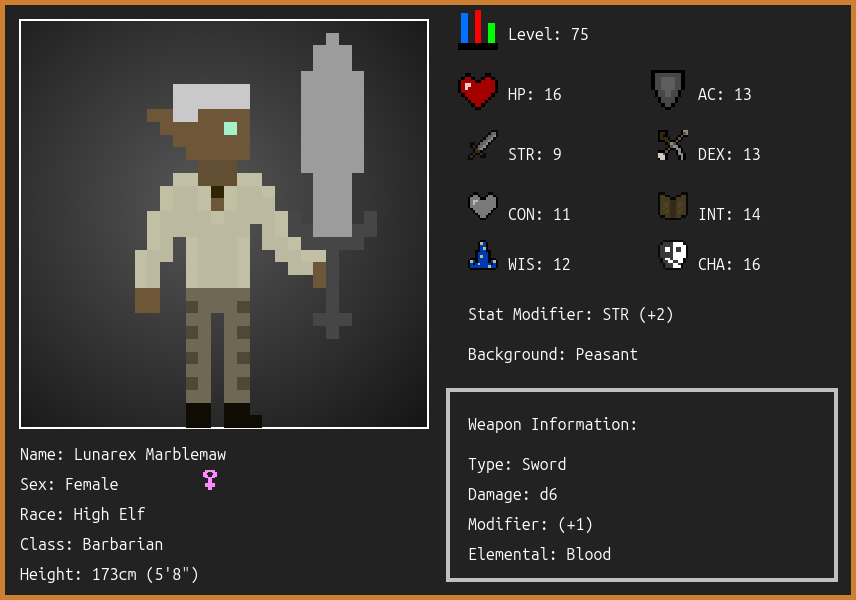 Level: 75
HP: 16
AC: 13
STR: 9
DEX: 13
CON: 11
INT: 14
WIS: 12
CHA: 16
Stat Modifier: STR (+2)
Background: Peasant
Weapon Information:
Type: Sword
Damage: d6
Modifier: (+1)
Elemental: Blood
Name: Lunarex Marblemaw
Sex: Female
Race: High Elf
Class: Barbarian
Height: 173cm (5'8")